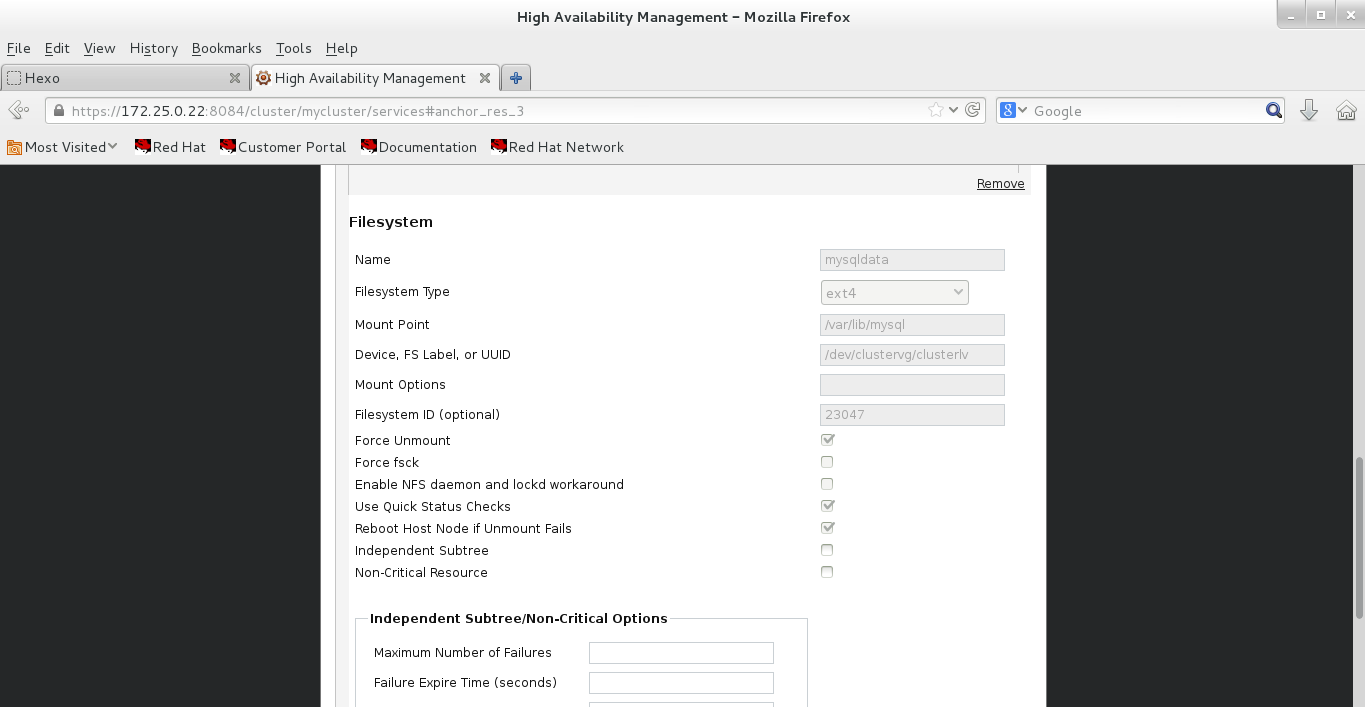 High Availability Management - Mozilla Firefox
File Edit View History Bookmarks Tools Help
Hexo High Availability Management
https://172.25.0.22:8084/cluster/mycluster/services#anchor_res_3 Google
Most Visited Red Hat Customer Portal Documentation Red Hat Network
Remove
Filesystem
Name mysqldata
Filesystem Type ext4
Mount Point /var/lib/mysql
Device, FS Label, or UUID /dev/clustervg/clusterlv
Mount Options
Filesystem ID (optional) 23047
Force Unmount
Force fsck
Enable NFS daemon and lockd workaround
Use Quick Status Checks
Reboot Host Node if Unmount Fails
Independent Subtree
Non-Critical Resource
Independent Subtree/Non-Critical Options
Maximum Number of Failures
Failure Expire Time (seconds)